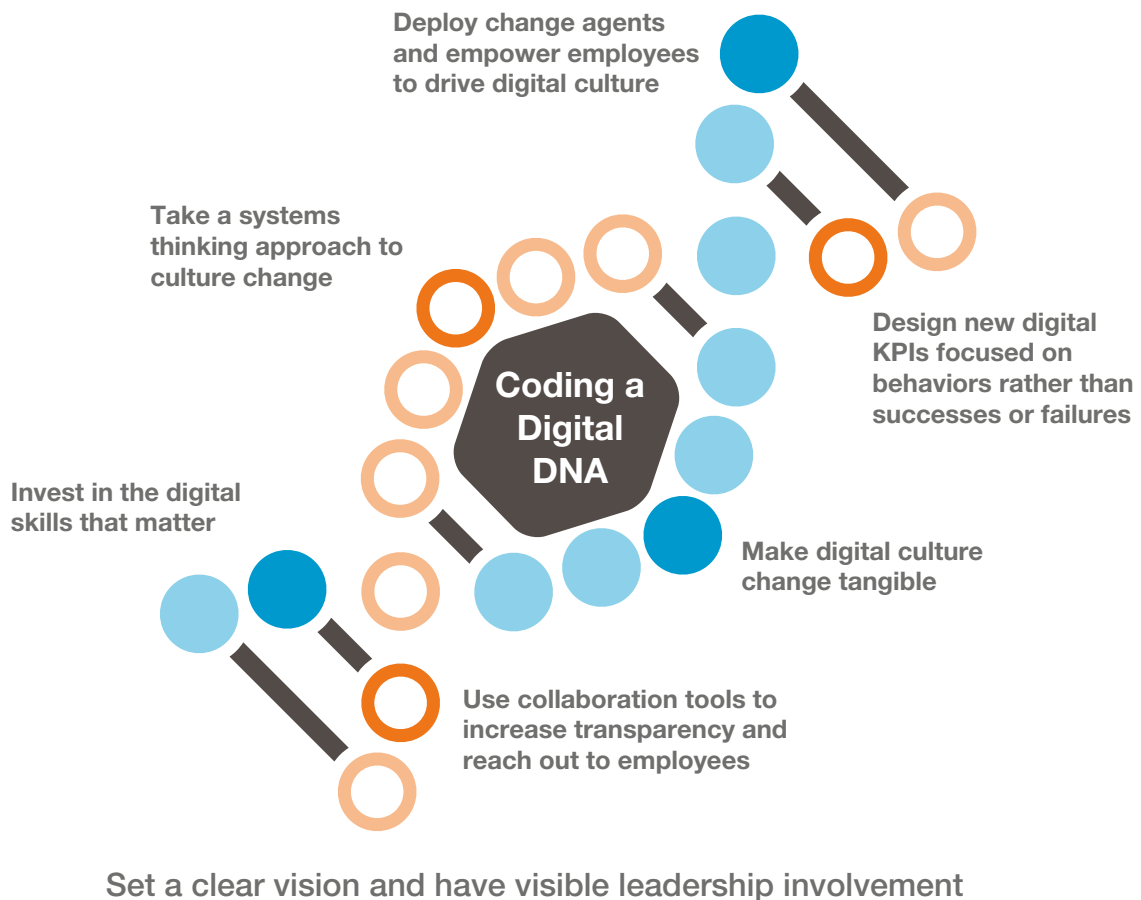 Deploy change agents
and empower employees
to drive digital culture
Take a systems
thinking approach to
culture change
Design new digital
KPIs focused on
behaviors rather than
successes or failures
Coding a
Digital
DNA
Invest in the digital
skills that matter
Make digital culture
change tangible
Use collaboration tools to
increase transparency and
reach out to employees
Set a clear vision and have visible leadership involvement